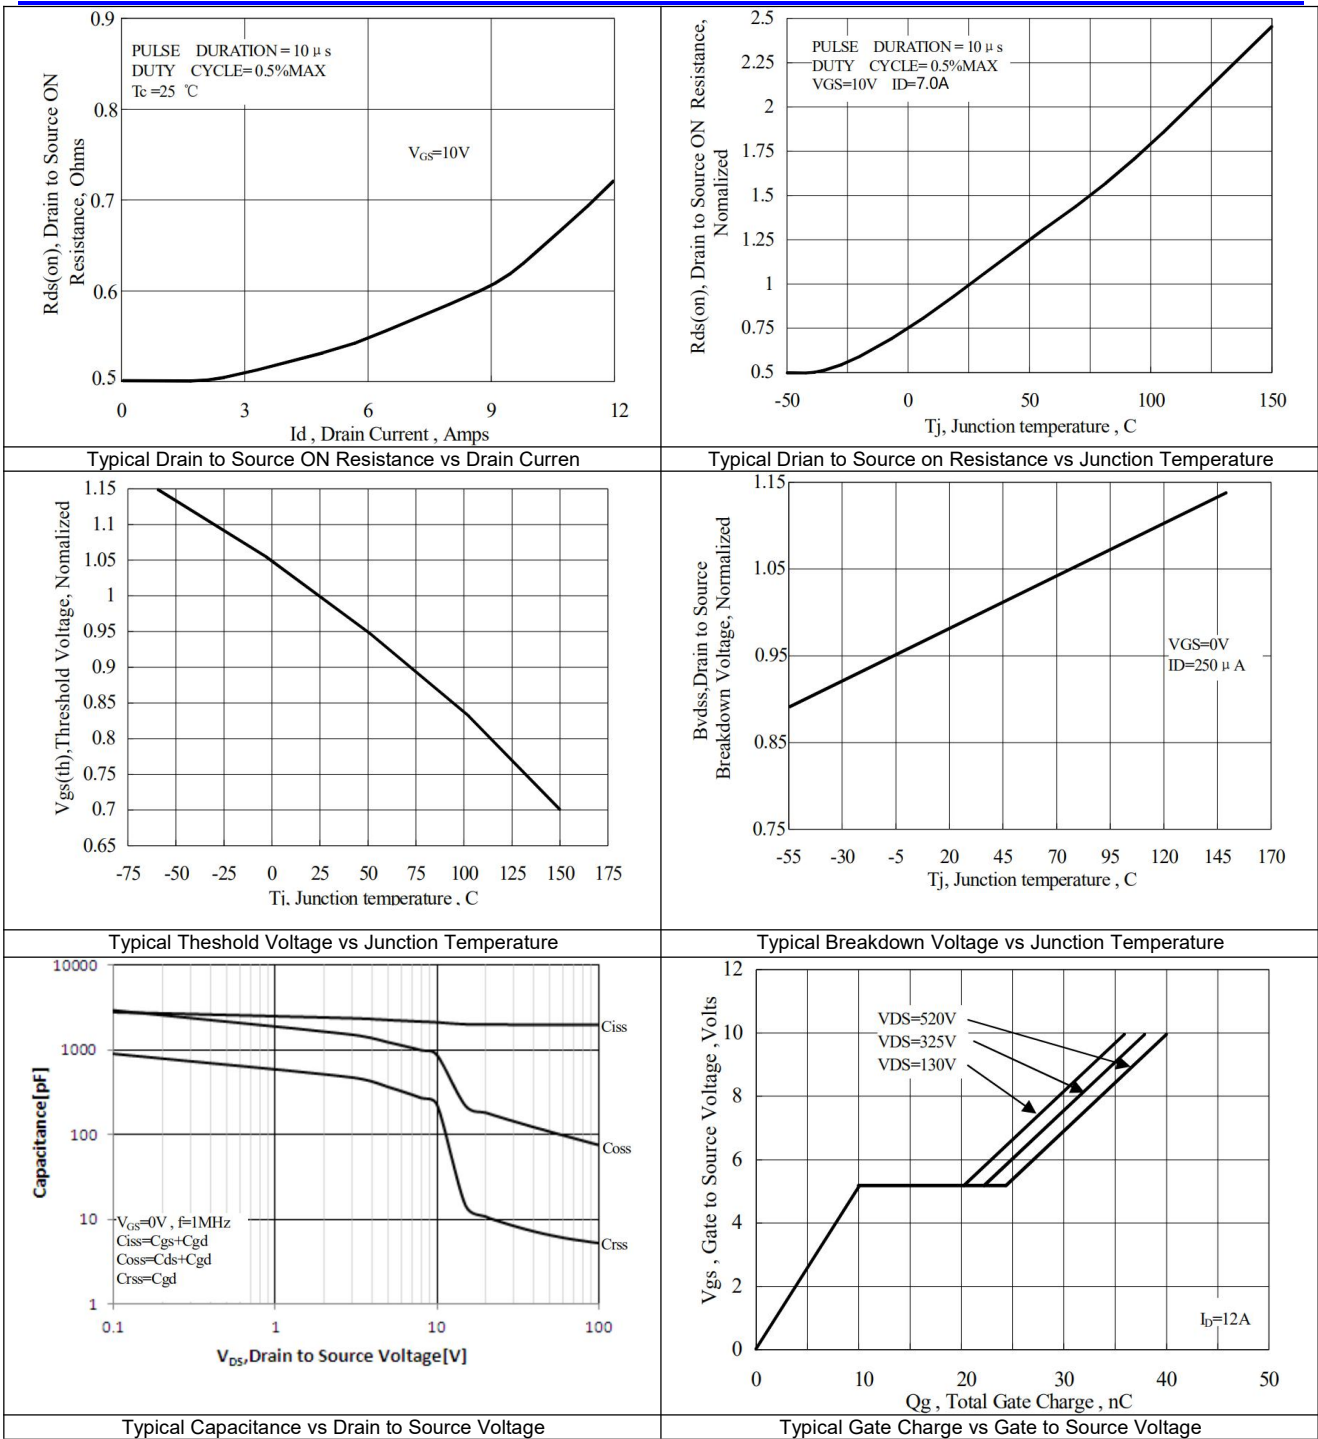 0.9
0.8
0.7
0.6
0.5
Rds(on), Drain to Source ON
Resistance, Ohms
PULSE DURATION = 10 μ s
DUTY CYCLE= 0.5%MAX
Tc =25 ℃
VGS=10V
0 3 6 9 12
Id , Drain Current , Amps
Typical Drain to Source ON Resistance vs Drain Curren
2.5
2.25
2
1.75
1.5
1.25
1
0.75
0.5
Rds(on), Drain to Source ON Resistance,
Nomalized
PULSE DURATION = 10 μ s
DUTY CYCLE= 0.5%MAX
VGS=10V ID=7.0A
-50 0 50 100 150
Tj, Junction temperature , C
Typical Drian to Source on Resistance vs Junction Temperature
1.15
1.1
1.05
1
0.95
0.9
0.85
0.8
0.75
0.7
0.65
Vgs(th),Threshold Voltage, Nomalized
-75 -50 -25 0 25 50 75 100 125 150 175
Tj, Junction temperature , C
Typical Theshold Voltage vs Junction Temperature
1.15
1.05
0.95
0.85
0.75
Bvdss,Drain to Source
Breakdown Voltage, Normalized
VGS=0V
ID=250 μ A
-55 -30 -5 20 45 70 95 120 145 170
Tj, Junction temperature , C
Typical Breakdown Voltage vs Junction Temperature
10000
1000
100
10
1
Capacitance[pF]
Ciss
Coss
Crss
VGS=0V , f=1MHz
Ciss=Cgs+Cgd
Coss=Cds+Cgd
Crss=Cgd
0.1 1 10 100
VDS,Drain to Source Voltage[V]
Typical Capacitance vs Drain to Source Voltage
12
10
8
6
4
2
0
Vgs , Gate to Source Voltage ,Volts
VDS=520V
VDS=325V
VDS=130V
ID=12A
0 10 20 30 40 50
Qg , Total Gate Charge , nC
Typical Gate Charge vs Gate to Source Voltage